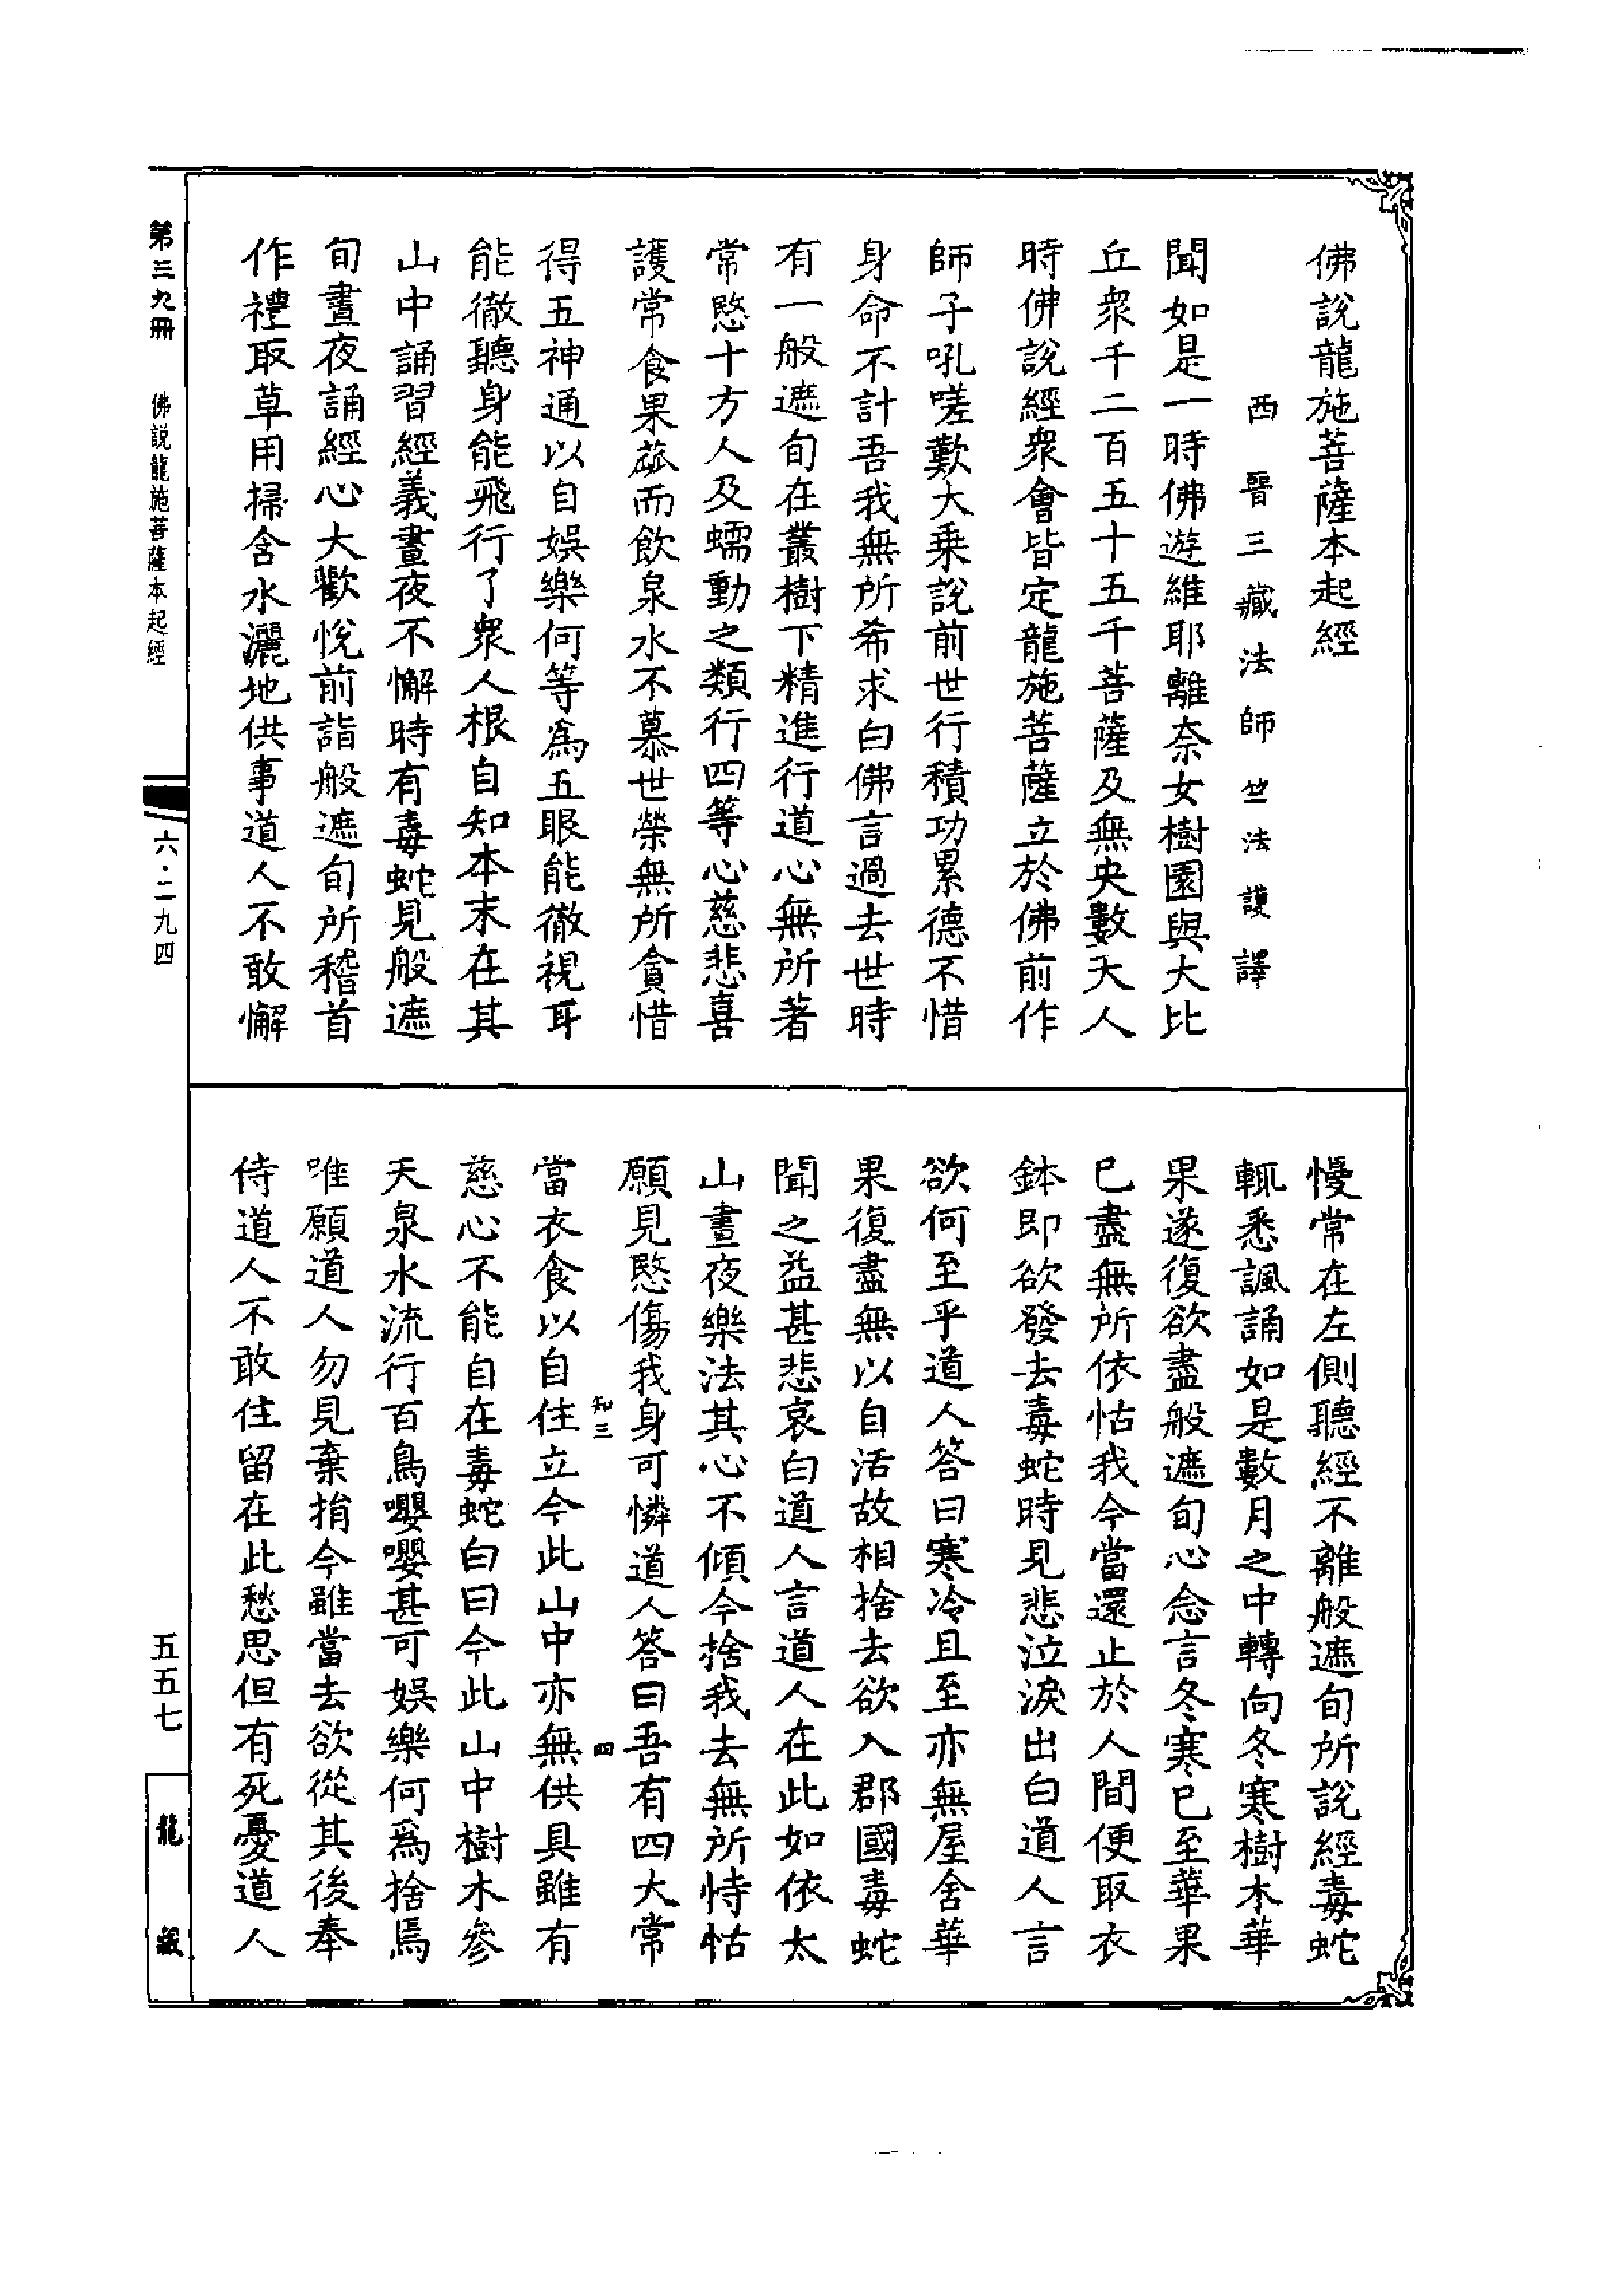 佛說龍施菩薩本起經
西晉三藏法師竺法護譯
聞如是一時佛遊維耶離奈女樹園與大比
丘衆千二百五十五千菩薩及無央數天人
時佛說經衆會皆定龍施菩薩立於佛前作
師子吼嗟歎大乗說前世行積功累德不惜
身命不計吾我無所希求白佛言過去世時
有一般遮旬在叢樹下精進行道心無所著
常愍十方人及蠕動之類行四等心慈悲喜
護常食果蓏而飲泉水不慕世榮無所貪惜
得五神通以自娛樂何等為五眼能徹視耳
能徹聽身能飛行了衆人根自知本末在其
山中誦習經義晝夜不懈時有毒蛇見般遮
旬晝夜誦經心大歡悅前詣般遮旬所稽首
作禮取草用掃含水灑地供事道人不敢懈
慢常在左側聽經不離般遮旬所說經毒蛇
輒悉諷誦如是數月之中轉向冬寒樹木華
果遂復欲盡般遮旬心念言冬寒已至華果
已盡無所依怙我今當還止於人間便取衣
鉢即欲發去毒蛇時見悲泣淚出白道人言
欲何至乎道人答曰寒冷且至亦無屋舍華
果復盡無以自活故相捨去欲入郡國毒蛇
聞之益甚悲哀白道人言道人在此如依太
山晝夜樂法其心不傾今捨我去無所恃怙
願見愍傷我身可憐道人答曰吾有四大常
知三
四
當衣食以自住立今此山中亦無供具雖有
慈心不能自在毒蛇白曰今此山中樹木參
天泉水流行百鳥嚶嚶甚可娛樂何爲捨焉
唯願道人勿見棄捐今雖當去欲從其後奉
侍道人不敢住留在此愁思但有死憂道人
第三九冊
佛說龍施菩薩本起經
六·二九四
五五七
龍藏